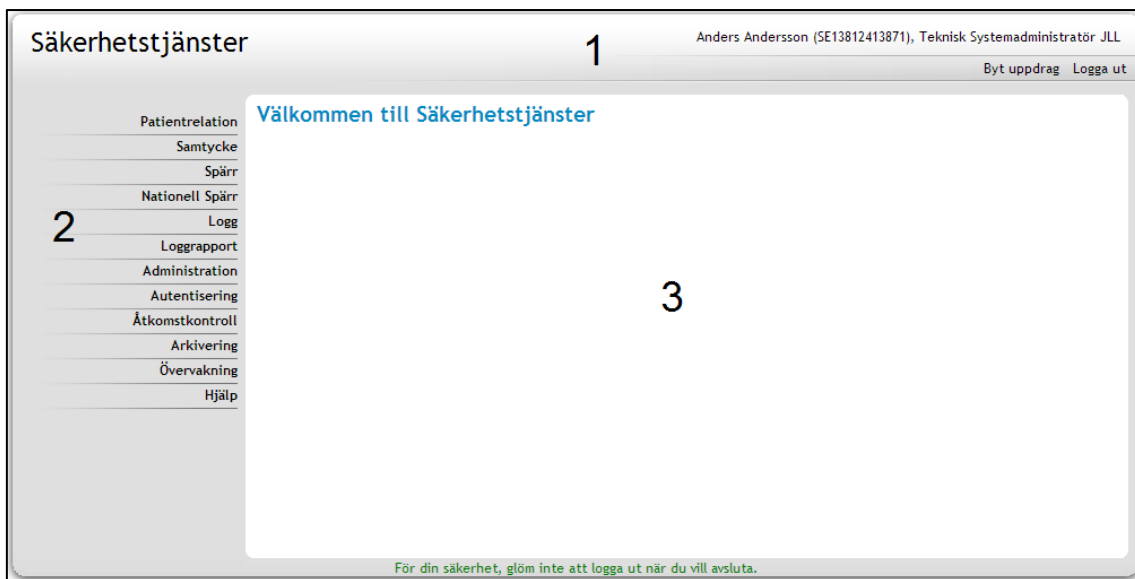 Säkerhetstjänster
1
Anders Andersson (SE13812413871), Teknisk Systemadministratör JLL
Byt uppdrag Logga ut
Patientrelation
Samtycke
Spärr
Nationell Spärr
Logg
Loggrapport
Administration
Autentisering
Åtkomstkontroll
Arkivering
Övervakning
Hjälp
2
Välkommen till Säkerhetstjänster
3
För din säkerhet, glöm inte att logga ut när du vill avsluta.